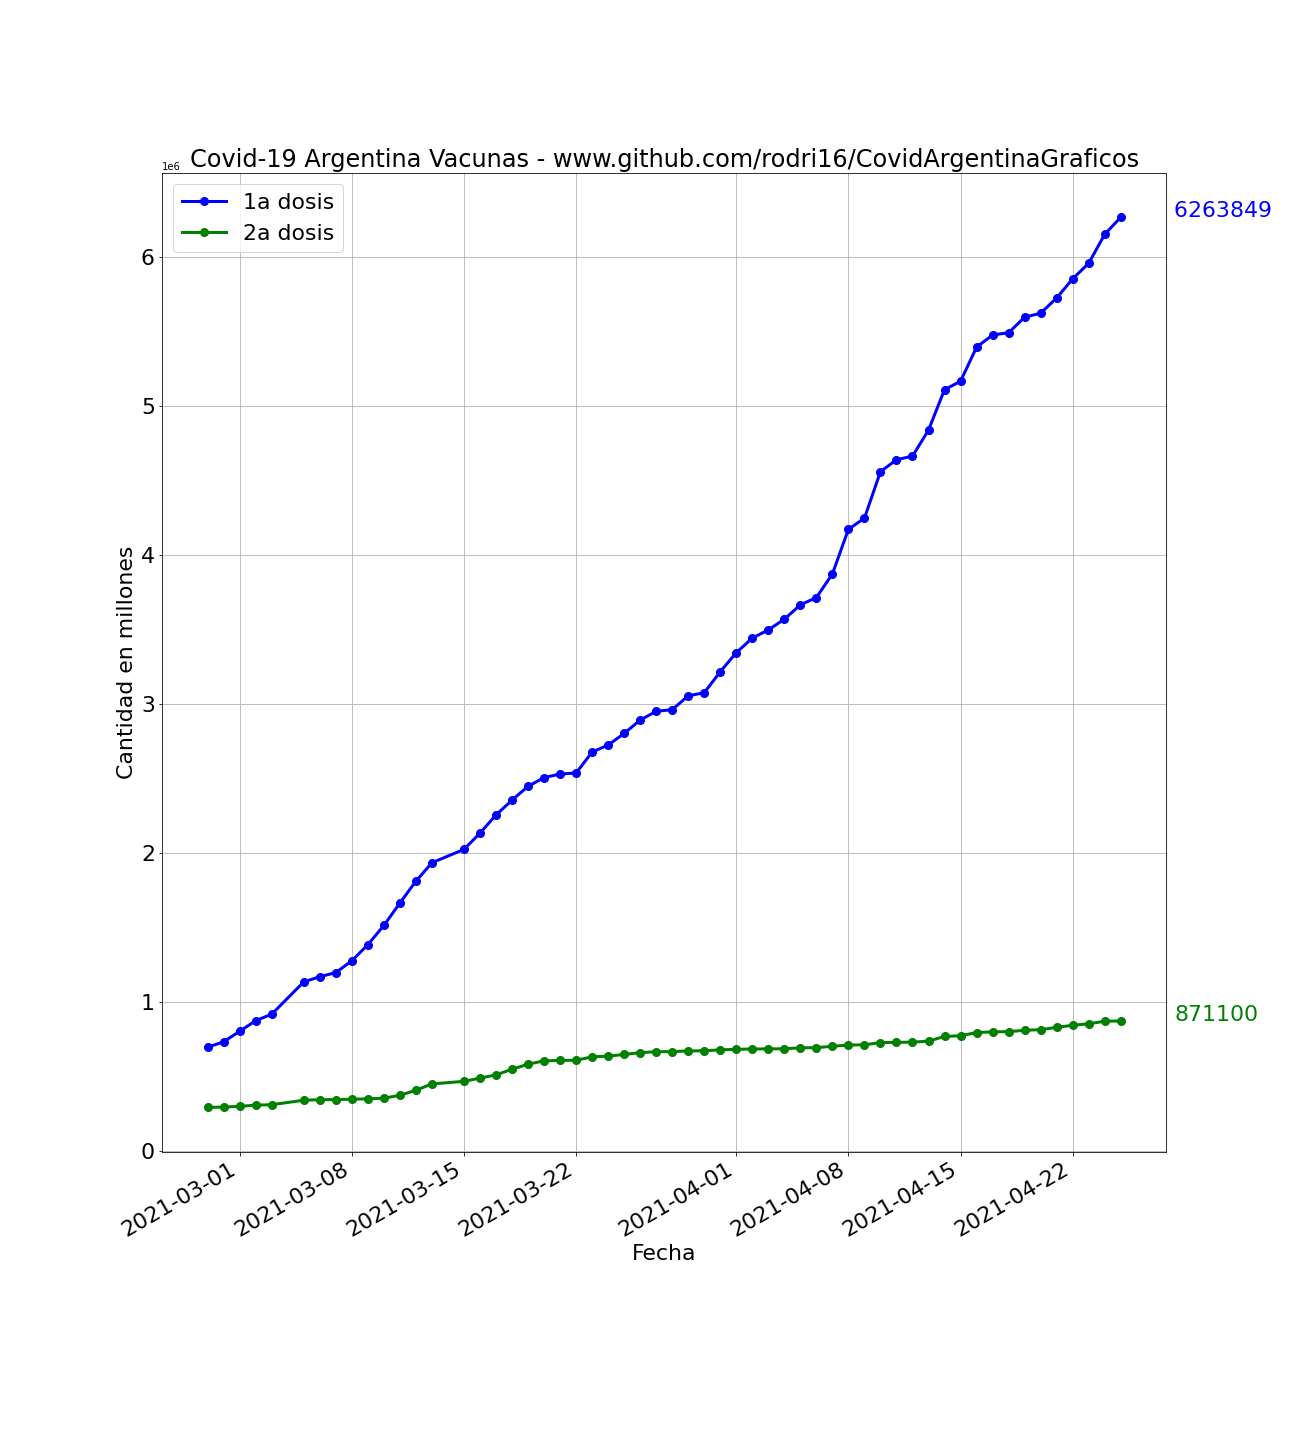 Covid-19 Argentina Vacunas - www.github.com/rodri16/CovidArgentinaGraficos
1e6
1a dosis
2a dosis
6263849
871100
6
5
4
3
2
1
0
Cantidad en millones
2021-03-01
2021-03-08
2021-03-15
2021-03-22
2021-04-01
2021-04-08
2021-04-15
2021-04-22
Fecha